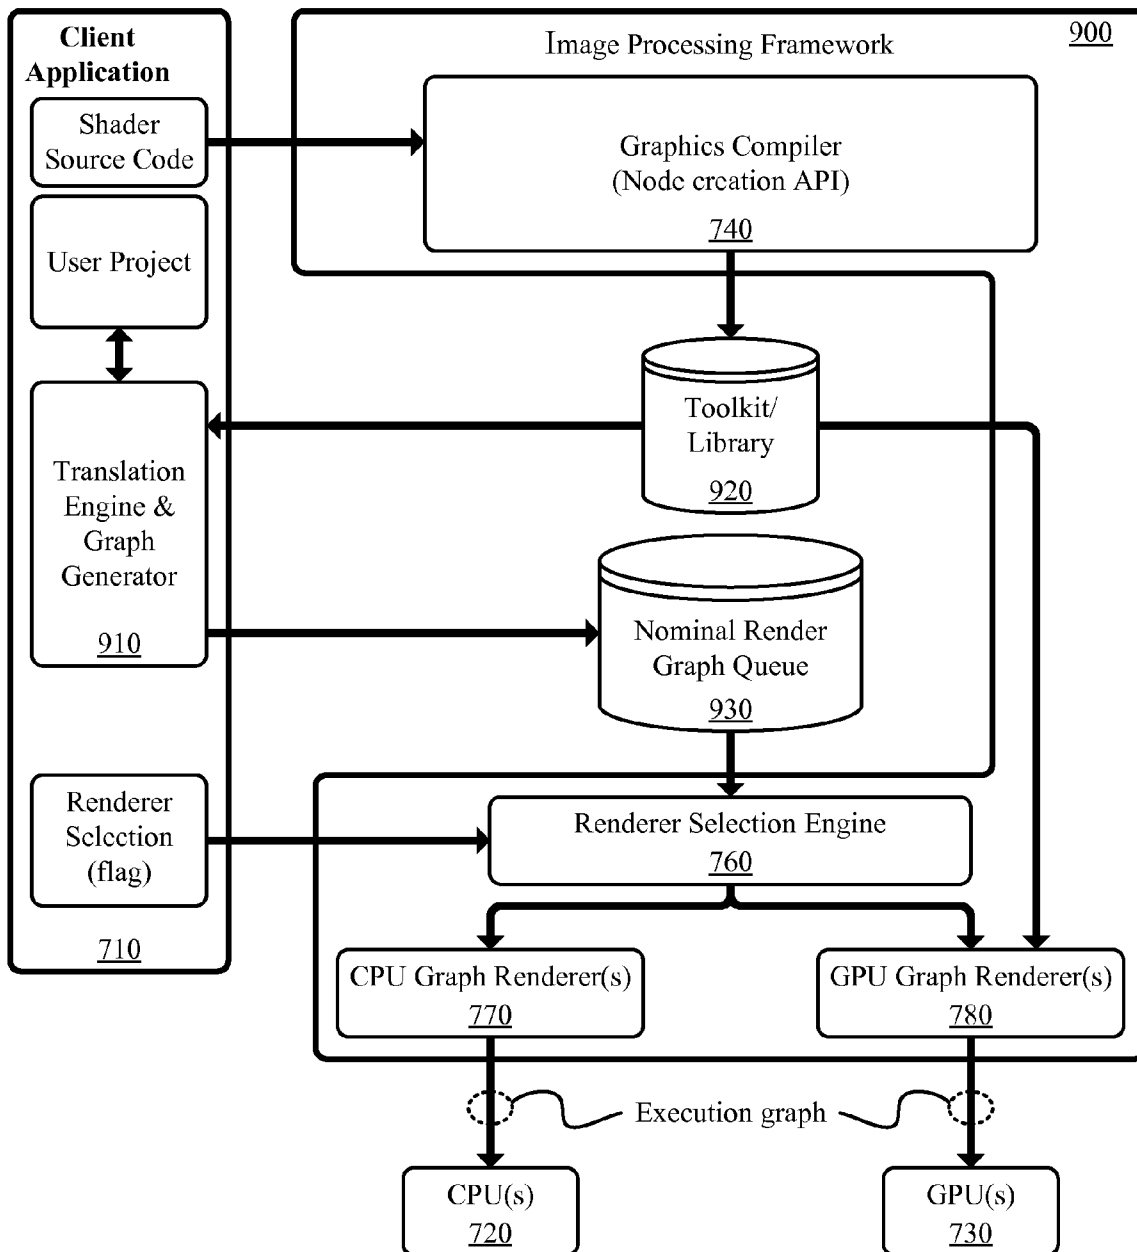 Client
Application
Shader
Source Code
User Project
Translation
Engine &
Graph
Generator
910
Renderer
Selection
(flag)
710
900
Image Processing Framework
Graphics Compiler
(Node creation API)
740
Toolkit/
Library
920
Nominal Render
Graph Queue
930
Renderer Selection Engine
760
CPU Graph Renderer(s)
770
GPU Graph Renderer(s)
780
Execution graph
CPU(s)
720
GPU(s)
730